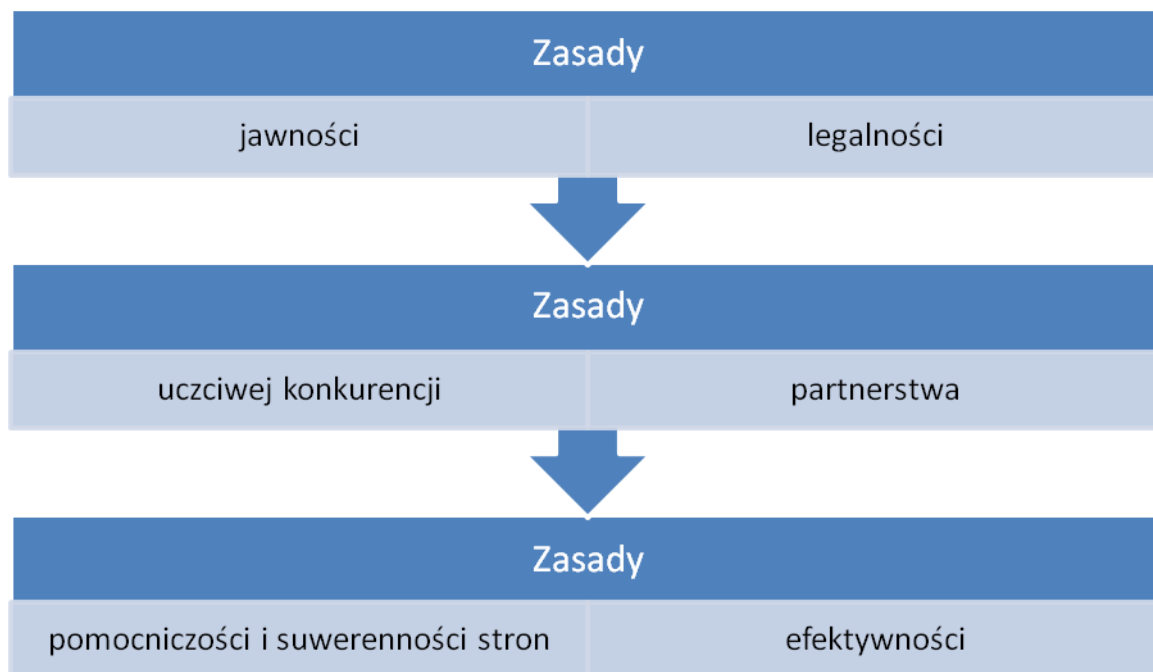 Zasady
jawności
legalności
Zasady
uczciwej konkurencji
partnerstwa
Zasady
pomocniczości i suwerenności stron
efektywności